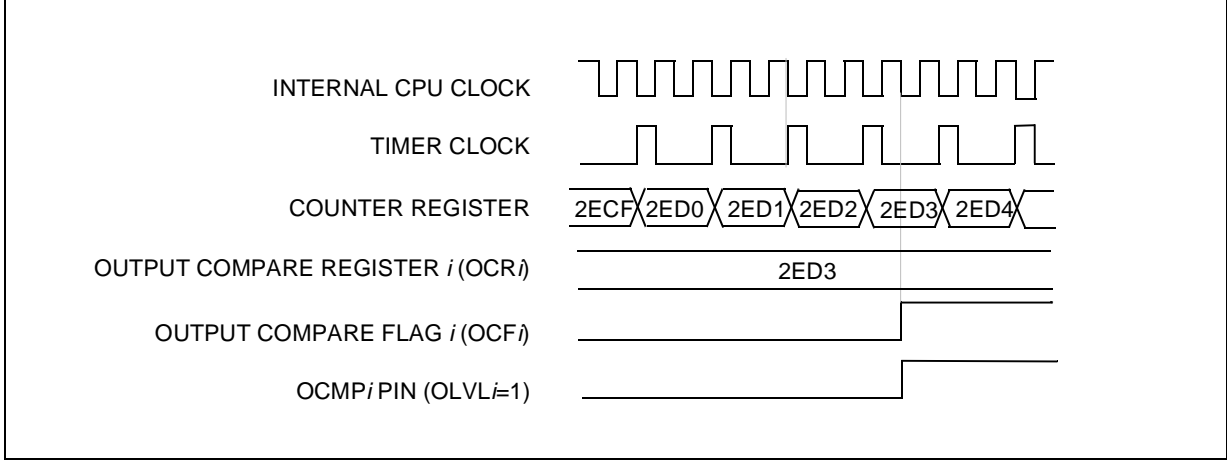 INTERNAL CPU CLOCK
TIMER CLOCK
COUNTER REGISTER
2ECF 2ED0 2ED1 2ED2 2ED3 2ED4
OUTPUT COMPARE REGISTER i (OCRi)
2ED3
OUTPUT COMPARE FLAG i (OCFi)
OCMPi PIN (OLVLi=1)